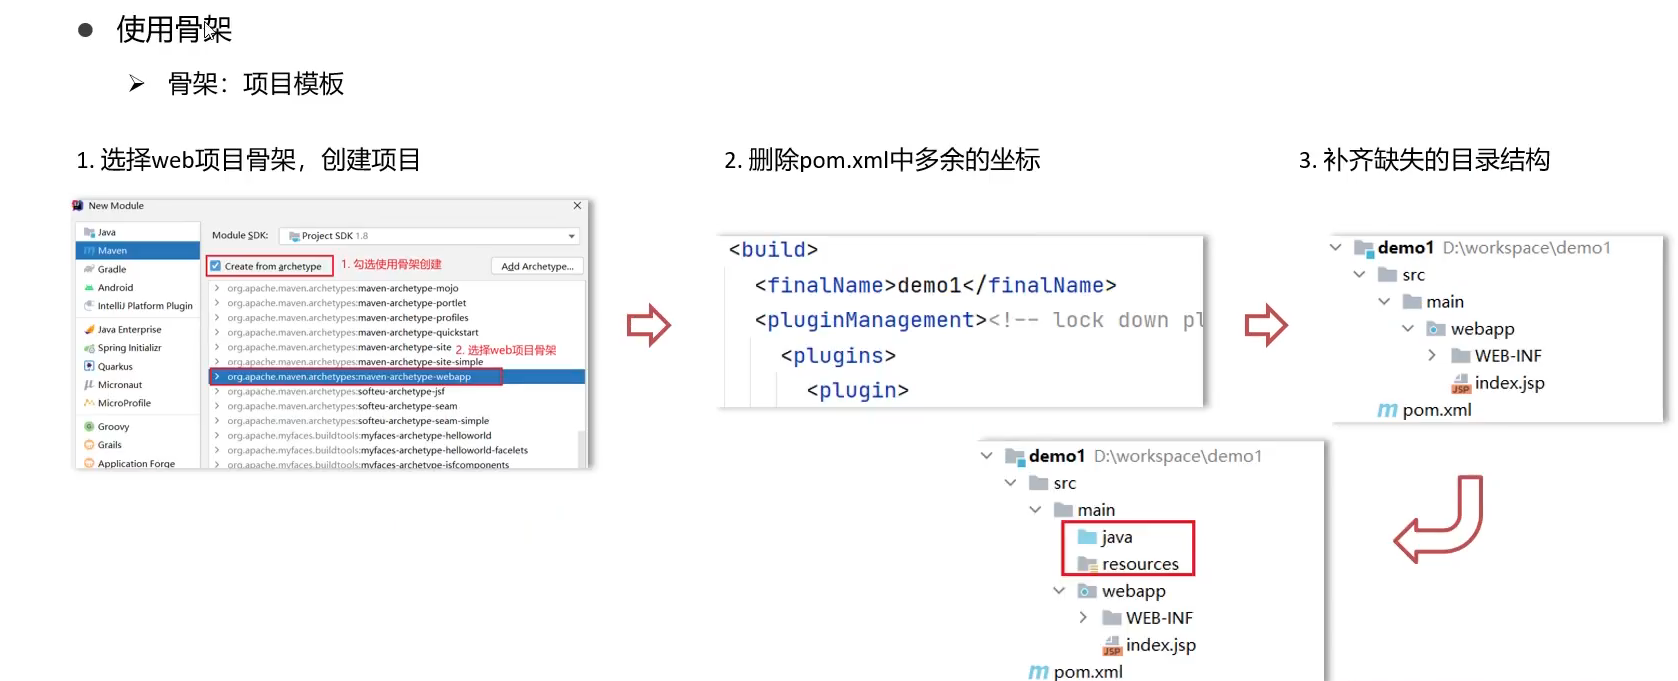 使用骨架
骨架：项目模板
1. 选择web项目骨架，创建项目
New Module
Java
Maven
Gradle
Android
IntelliJ Platform Plugin
Java Enterprise
Spring Initializr
Quarkus
Micronaut
MicroProfile
Groovy
Grails
Application Forge
Module SDK:
Project SDK 1.8
Create from archetype
1. 勾选使用骨架创建
Add Archetype...
org.apache.maven.archetypes:maven-archetype-mojo
org.apache.maven.archetypes:maven-archetype-portlet
org.apache.maven.archetypes:maven-archetype-profiles
org.apache.maven.archetypes:maven-archetype-quickstart
org.apache.maven.archetypes:maven-archetype-site
2. 选择web项目骨架
org.apache.maven.archetypes:maven-archetype-site-simple
org.apache.maven.archetypes:maven-archetype-webapp
org.apache.maven.archetypes:softeu-archetype-jsf
org.apache.maven.archetypes:softeu-archetype-seam
org.apache.maven.archetypes:softeu-archetype-seam-simple
org.apache.myfaces.buildtools:myfaces-archetype-helloworld
org.apache.myfaces.buildtools:myfaces-archetype-helloworld-facelets
org.apache.myfaces.buildtools:myfaces-archetype-jsfcomponents
2. 删除pom.xml中多余的坐标
<build>
<finalName>demo1</finalName>
<pluginManagement><!-- lock down pl
<plugins>
<plugin>
3. 补齐缺失的目录结构
demo1 D:\workspace\demo1
src
main
webapp
WEB-INF
JSP index.jsp
m pom.xml
demo1 D:\workspace\demo1
src
main
java
resources
webapp
WEB-INF
JSP index.jsp
m pom.xml